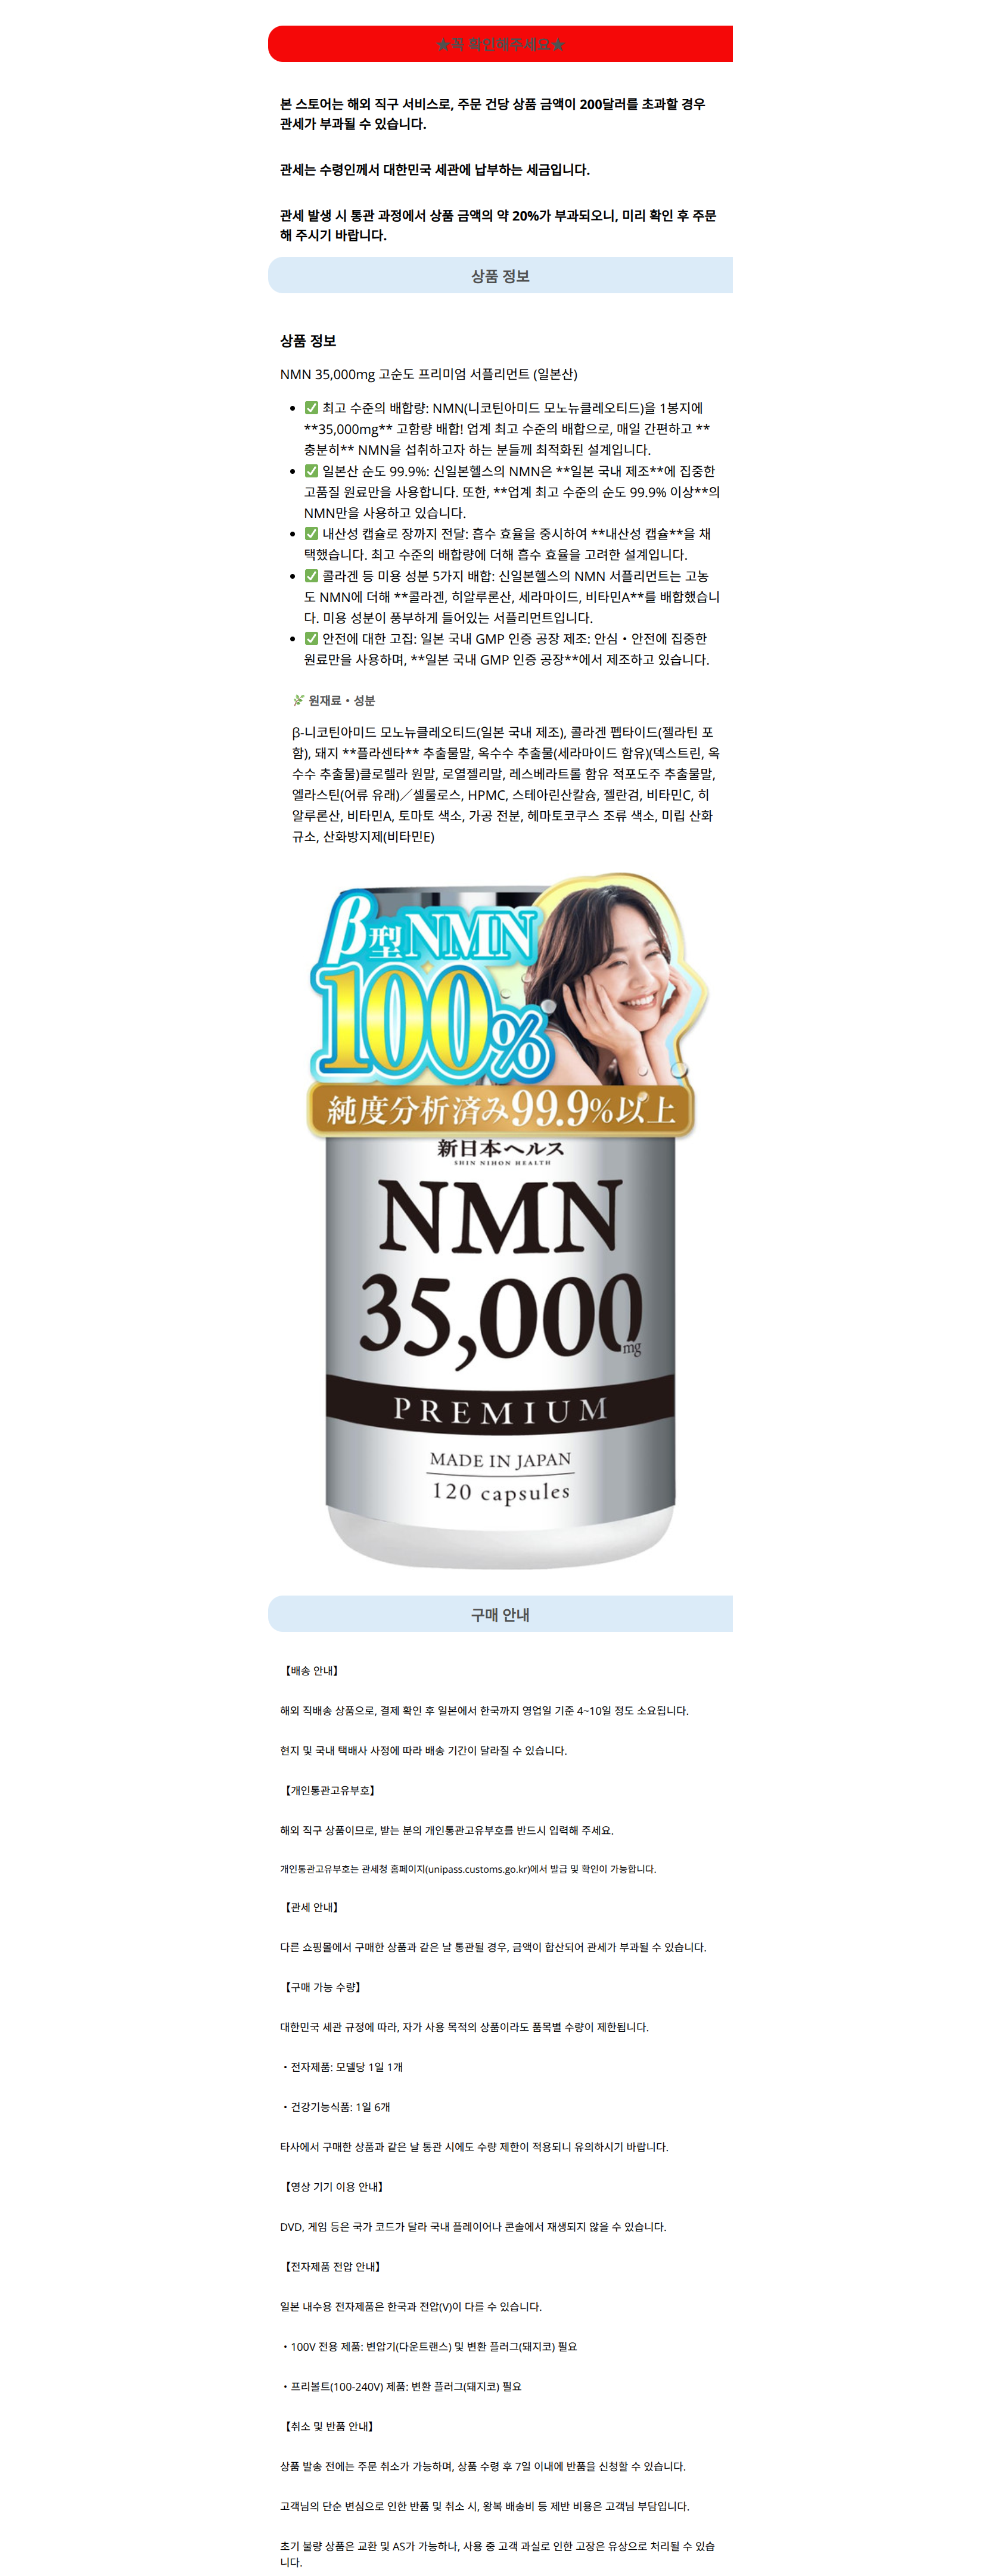 ★꼭 확인해주세요★
본 스토어는 해외 직구 서비스로, 주문 건당 상품 금액이 200달러를 초과할 경우
관세가 부과될 수 있습니다.
관세는 수령인께서 대한민국 세관에 납부하는 세금입니다.
관세 발생 시 통관 과정에서 상품 금액의 약 20%가 부과되오니, 미리 확인 후 주문
해 주시기 바랍니다.
상품 정보
상품 정보
NMN 35,000mg 고순도 프리미엄 서플리먼트 (일본산)
• ✅ 최고 수준의 배합량: NMN(니코틴아미드 모노뉴클레오티드)을 1봉지에
**35,000mg** 고함량 배합! 업계 최고 수준의 배합으로, 매일 간편하고 **
충분히** NMN을 섭취하고자 하는 분들께 최적화된 설계입니다.
• ✅ 일본산 순도 99.9%: 신일본헬스의 NMN은 **일본 국내 제조**에 집중한
고품질 원료만을 사용합니다. 또한, **업계 최고 수준의 순도 99.9% 이상**의
NMN만을 사용하고 있습니다.
• ✅ 내산성 캡슐로 장까지 전달: 흡수 효율을 중시하여 **내산성 캡슐**을 채
택했습니다. 최고 수준의 배합량에 더해 흡수 효율을 고려한 설계입니다.
• ✅ 콜라겐 등 미용 성분 5가지 배합: 신일본헬스의 NMN 서플리먼트는 고농
도 NMN에 더해 **콜라겐, 히알루론산, 세라마이드, 비타민A**를 배합했습니
다. 미용 성분이 풍부하게 들어있는 서플리먼트입니다.
• ✅ 안전에 대한 고집: 일본 국내 GMP 인증 공장 제조: 안심・안전에 집중한
원료만을 사용하며, **일본 국내 GMP 인증 공장**에서 제조하고 있습니다.
🌿 원재료・성분
β-니코틴아미드 모노뉴클레오티드(일본 국내 제조), 콜라겐 펩타이드(젤라틴 포
함), 돼지 **플라센타** 추출물말, 옥수수 추출물(세라마이드 함유)(덱스트린, 옥
수수 추출물)클로렐라 원말, 로열젤리말, 레스베라트롤 함유 적포도주 추출물말,
엘라스틴(어류 유래)／셀룰로스, HPMC, 스테아린산칼슘, 젤란검, 비타민C, 히
알루론산, 비타민A, 토마토 색소, 가공 전분, 헤마토코쿠스 조류 색소, 미립 산화
규소, 산화방지제(비타민E)
β型NMN
100%
純度分析済み99.9%以上
新日本ヘルス
SHIN NIHON HEALTH
NMN
35,000mg
PREMIUM
MADE IN JAPAN
120 capsules
구매 안내
【배송 안내】
해외 직배송 상품으로, 결제 확인 후 일본에서 한국까지 영업일 기준 4~10일 정도 소요됩니다.
현지 및 국내 택배사 사정에 따라 배송 기간이 달라질 수 있습니다.
【개인통관고유부호】
해외 직구 상품이므로, 받는 분의 개인통관고유부호를 반드시 입력해 주세요.
개인통관고유부호는 관세청 홈페이지(unipass.customs.go.kr)에서 발급 및 확인이 가능합니다.
【관세 안내】
다른 쇼핑몰에서 구매한 상품과 같은 날 통관될 경우, 금액이 합산되어 관세가 부과될 수 있습니다.
【구매 가능 수량】
대한민국 세관 규정에 따라, 자가 사용 목적의 상품이라도 품목별 수량이 제한됩니다.
・전자제품: 모델당 1일 1개
・건강기능식품: 1일 6개
타사에서 구매한 상품과 같은 날 통관 시에도 수량 제한이 적용되니 유의하시기 바랍니다.
【영상 기기 이용 안내】
DVD, 게임 등은 국가 코드가 달라 국내 플레이어나 콘솔에서 재생되지 않을 수 있습니다.
【전자제품 전압 안내】
일본 내수용 전자제품은 한국과 전압(V)이 다를 수 있습니다.
・100V 전용 제품: 변압기(다운트랜스) 및 변환 플러그(돼지코) 필요
・프리볼트(100-240V) 제품: 변환 플러그(돼지코) 필요
【취소 및 반품 안내】
상품 발송 전에는 주문 취소가 가능하며, 상품 수령 후 7일 이내에 반품을 신청할 수 있습니다.
고객님의 단순 변심으로 인한 반품 및 취소 시, 왕복 배송비 등 제반 비용은 고객님 부담입니다.
초기 불량 상품은 교환 및 AS가 가능하나, 사용 중 고객 과실로 인한 고장은 유상으로 처리될 수 있습
니다.